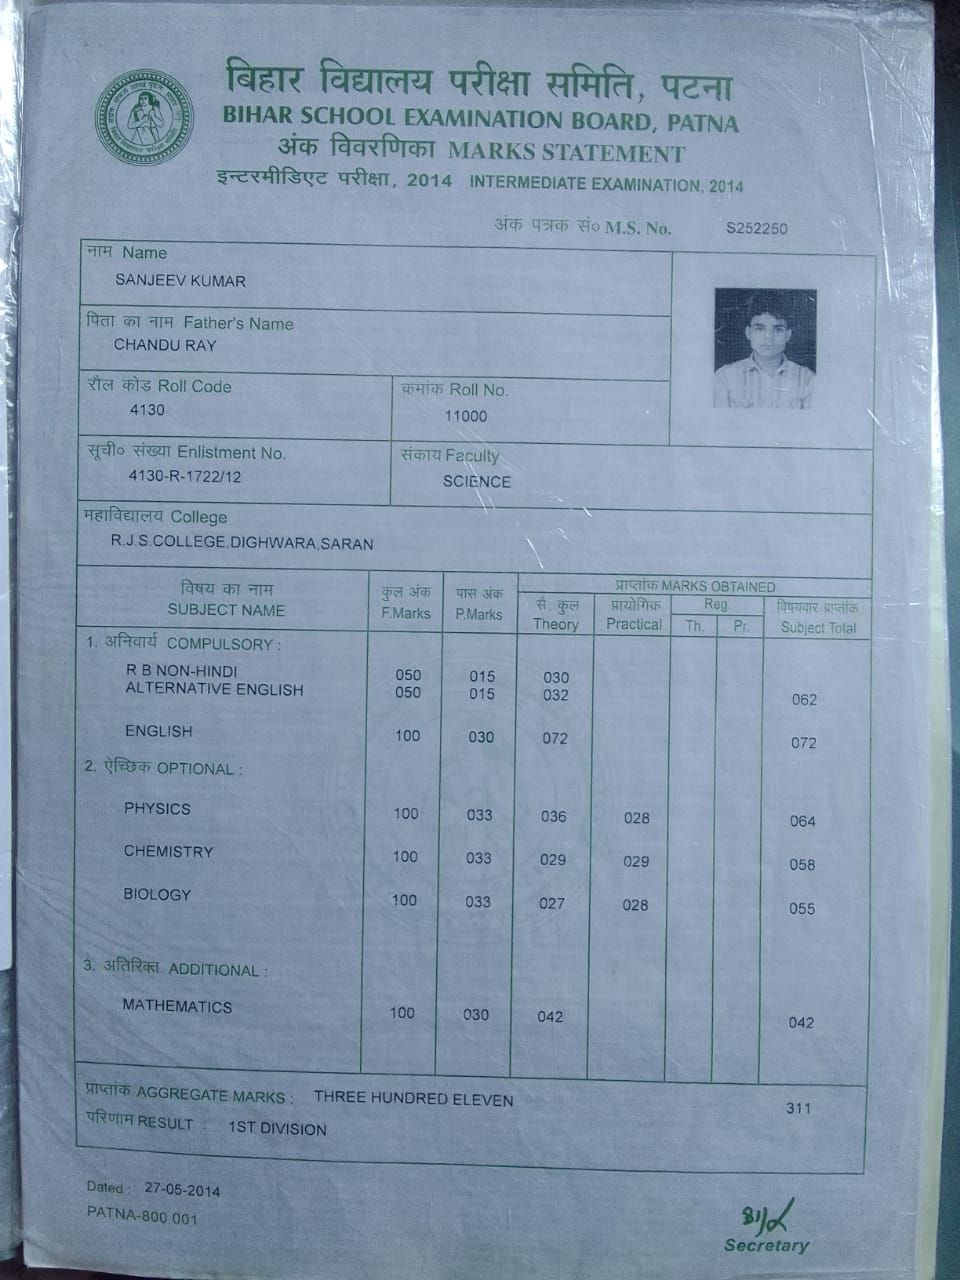 बिहार विद्यालय परीक्षा समिति, पटना
BIHAR SCHOOL EXAMINATION BOARD, PATNA
अंक विवरणिका MARKS STATEMENT
इन्टरमीडिएट परीक्षा, 2014 INTERMEDIATE EXAMINATION, 2014
अंक पत्रक सं० M.S. No. S252250
नाम Name
SANJEEV KUMAR
पिता का नाम Father's Name
CHANDU RAY
रौल कोड Roll Code क्रमांक Roll No.
4130 11000
सूची० संख्या Enlistment No. संकाय Faculty
4130-R-1722/12 SCIENCE
महाविद्यालय College
R.J.S.COLLEGE,DIGHWARA,SARAN
विषय का नाम कुल अंक पास अंक प्राप्तांक MARKS OBTAINED
SUBJECT NAME F.Marks P.Marks सै. कुल प्रायोगिक Reg. विषयवार प्राप्तांक
Theory Practical Th. Pr. Subject Total
1. अनिवार्य COMPULSORY :
R B NON-HINDI 050 015 030
ALTERNATIVE ENGLISH 050 015 032 062
ENGLISH 100 030 072 072
2. ऐच्छिक OPTIONAL :
PHYSICS 100 033 036 028 064
CHEMISTRY 100 033 029 029 058
BIOLOGY 100 033 027 028 055
3. अतिरिक्त ADDITIONAL :
MATHEMATICS 100 030 042 042
प्राप्तांक AGGREGATE MARKS : THREE HUNDRED ELEVEN 311
परिणाम RESULT : 1ST DIVISION
Dated : 27-05-2014
PATNA-800 001
Secretary